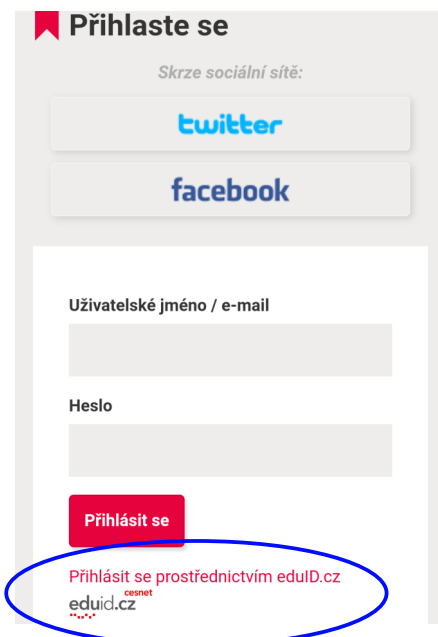 Přihlaste se
Skrze sociální sítě:
twitter
facebook
Uživatelské jméno / e-mail
Heslo
Přihlásit se
Přihlásit se prostřednictvím eduID.cz
cesnet
eduid.cz